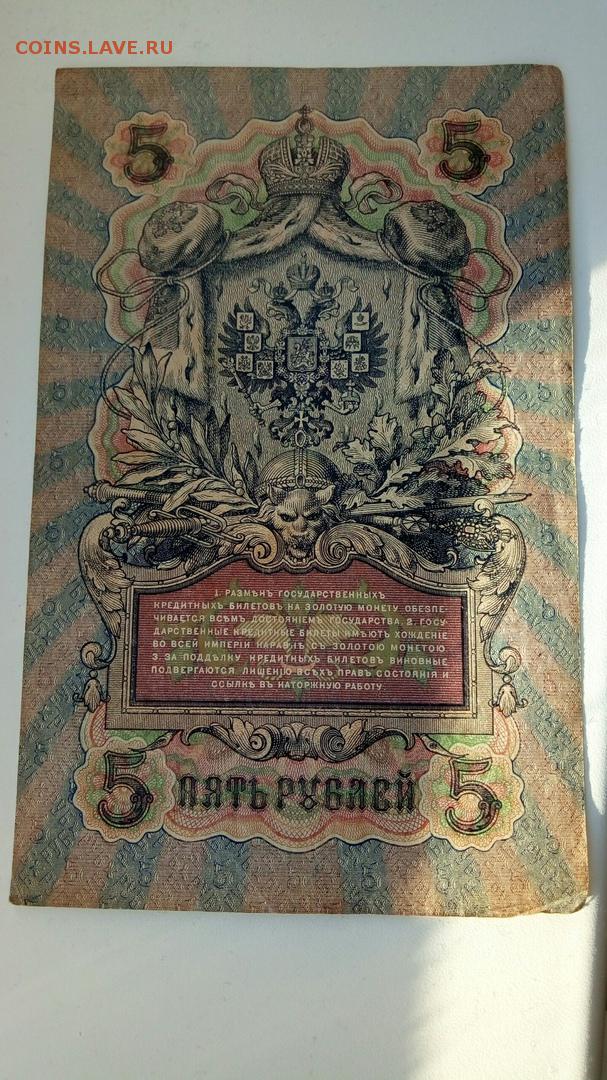 COINS.LAVE.RU
5 5
1. РАЗМѢНЪ ГОСУДАРСТВЕННЫХЪ
КРЕДИТНЫХЪ БИЛЕТОВЪ НА ЗОЛОТУЮ МОНЕТУ ОБЕЗПЕ-
ЧИВАЕТСЯ ВСѢМЪ ДОСТОЯНІЕМЪ ГОСУДАРСТВА. 2. ГОСУ-
ДАРСТВЕННЫЕ КРЕДИТНЫЕ БИЛЕТЫ ИМѢЮТЪ ХОЖДЕНІЕ
ВО ВСЕЙ ИМПЕРІИ НАРАВНѢ СЪ ЗОЛОТОЮ МОНЕТОЮ.
3. ЗА ПОДДѢЛКУ КРЕДИТНЫХЪ БИЛЕТОВЪ ВИНОВНЫЕ
ПОДВЕРГАЮТСЯ ЛИШЕНІЮ ВСѢХЪ ПРАВЪ СОСТОЯНІЯ И
ССЫЛКѢ ВЪ КАТОРЖНУЮ РАБОТУ.
5 ПЯТЬ РУБЛЕЙ 5